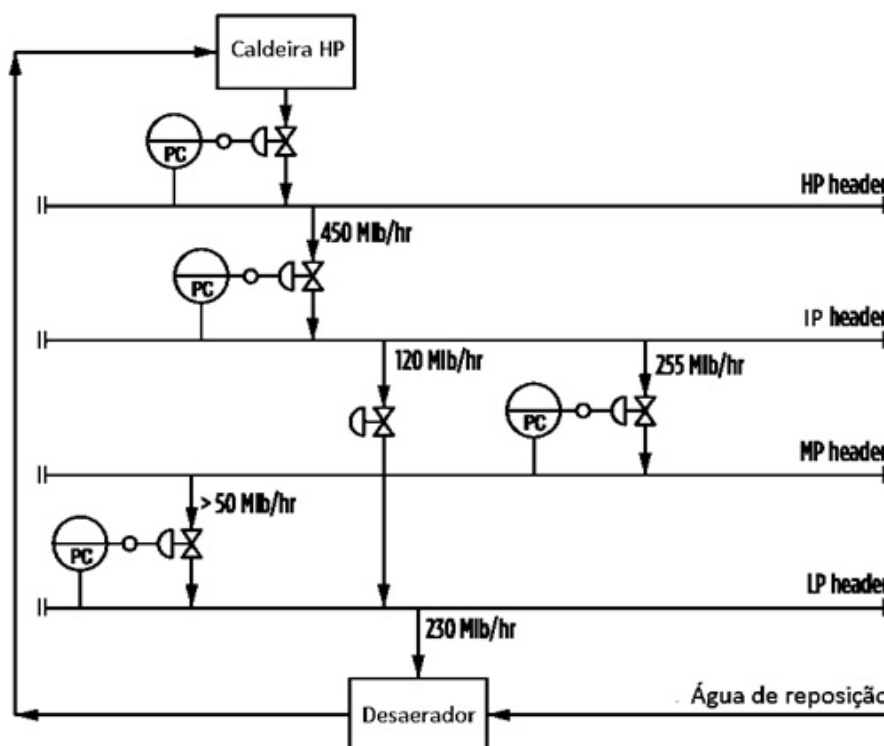 Caldeira HP
PC
HP header
450 Mlb/hr
PC
IP header
120 Mlb/hr
255 Mlb/hr
PC
MP header
> 50 Mlb/hr
PC
LP header
230 Mlb/hr
Água de reposição
Desaerador